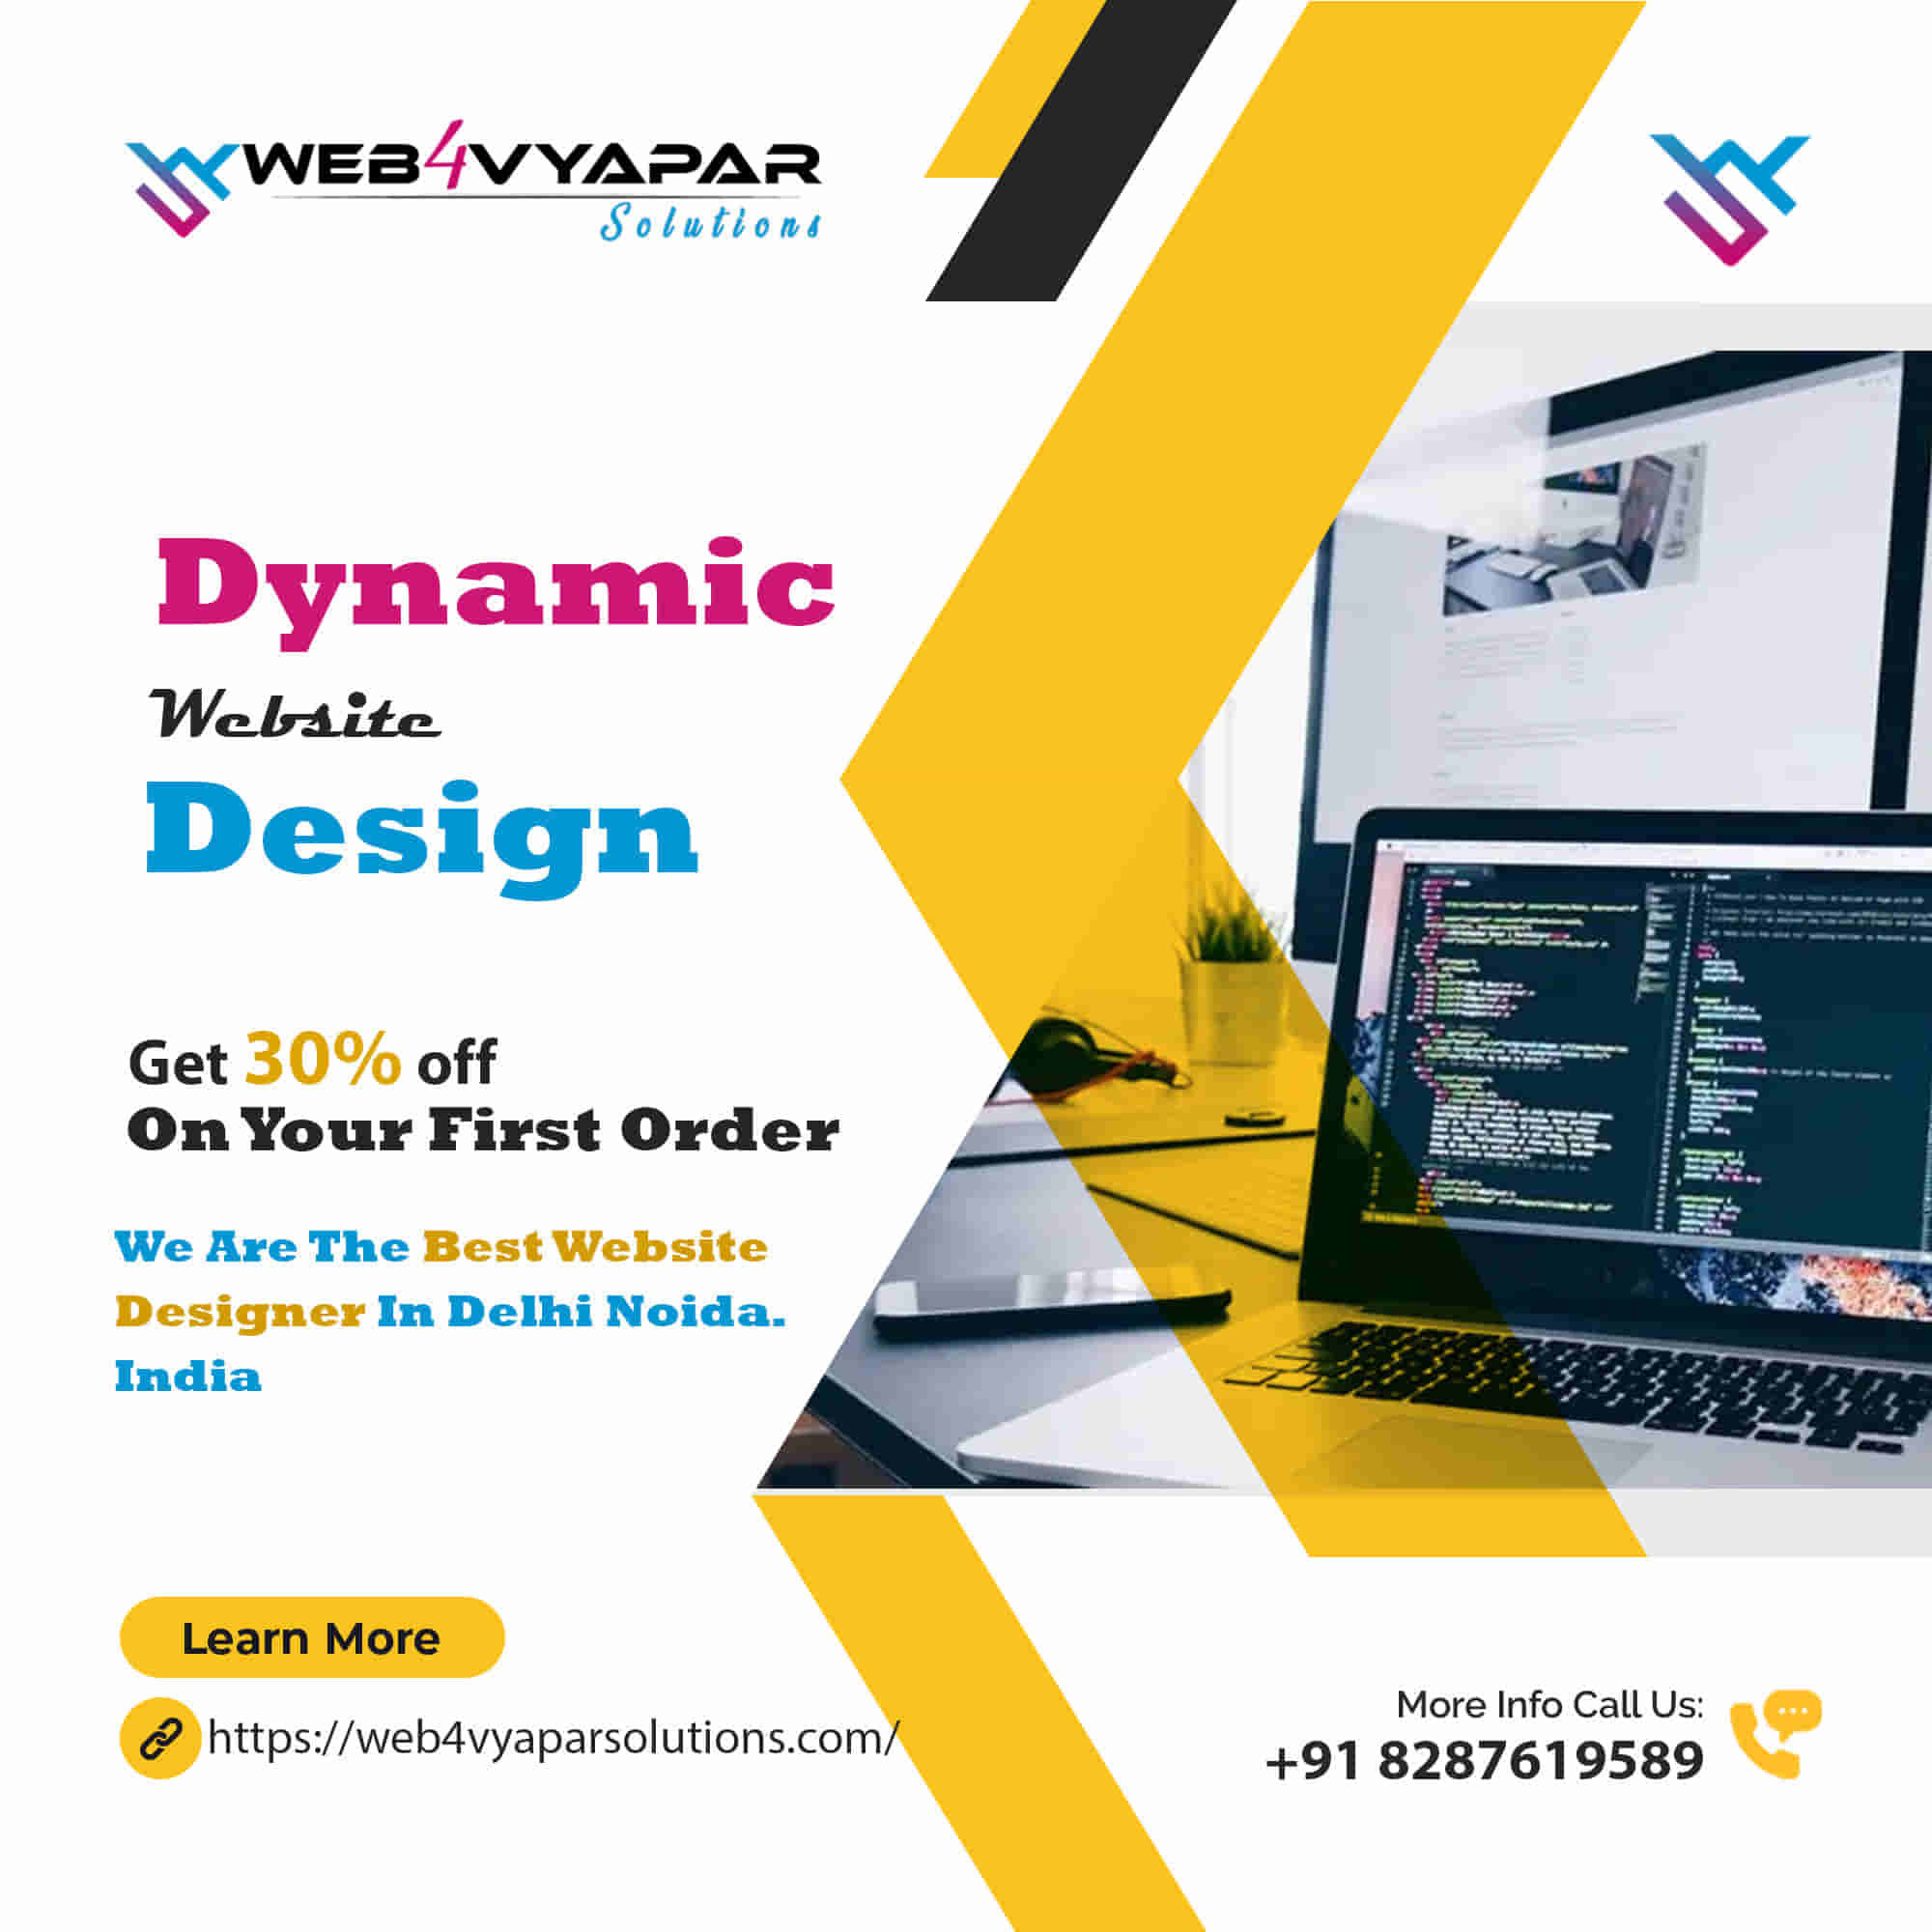 WEB4VYAPAR
Solutions
Dynamic
Website
Design
Get 30% off
On Your First Order
We Are The Best Website
Designer In Delhi Noida.
India
Learn More
https://web4vyaparsolutions.com/
More Info Call Us:
+91 8287619589